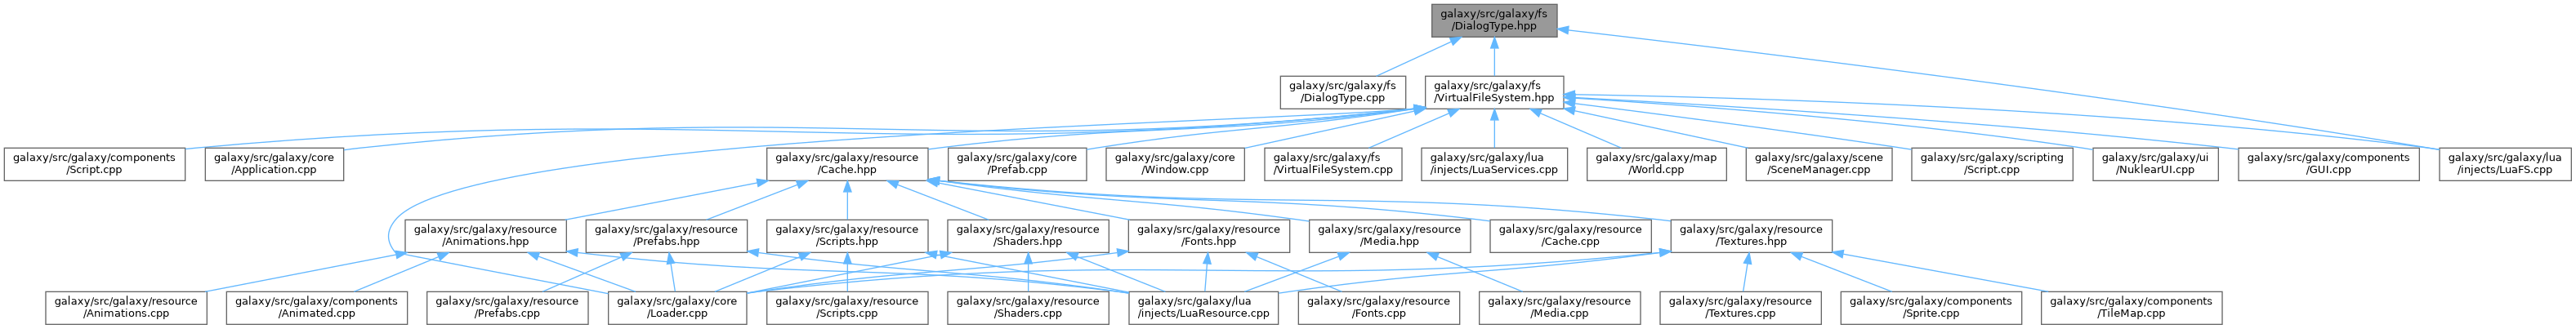 galaxy/src/galaxy/fs
/DialogType.hpp
galaxy/src/galaxy/fs
/DialogType.cpp
galaxy/src/galaxy/fs
/VirtualFileSystem.hpp
galaxy/src/galaxy/components
/Script.cpp
galaxy/src/galaxy/core
/Application.cpp
galaxy/src/galaxy/resource
/Cache.hpp
galaxy/src/galaxy/core
/Prefab.cpp
galaxy/src/galaxy/core
/Window.cpp
galaxy/src/galaxy/fs
/VirtualFileSystem.cpp
galaxy/src/galaxy/lua
/injects/LuaServices.cpp
galaxy/src/galaxy/map
/World.cpp
galaxy/src/galaxy/scene
/SceneManager.cpp
galaxy/src/galaxy/scripting
/Script.cpp
galaxy/src/galaxy/ui
/NuklearUI.cpp
galaxy/src/galaxy/components
/GUI.cpp
galaxy/src/galaxy/lua
/injects/LuaFS.cpp
galaxy/src/galaxy/resource
/Animations.hpp
galaxy/src/galaxy/resource
/Prefabs.hpp
galaxy/src/galaxy/resource
/Scripts.hpp
galaxy/src/galaxy/resource
/Shaders.hpp
galaxy/src/galaxy/resource
/Fonts.hpp
galaxy/src/galaxy/resource
/Media.hpp
galaxy/src/galaxy/resource
/Cache.cpp
galaxy/src/galaxy/resource
/Textures.hpp
galaxy/src/galaxy/resource
/Animations.cpp
galaxy/src/galaxy/components
/Animated.cpp
galaxy/src/galaxy/resource
/Prefabs.cpp
galaxy/src/galaxy/core
/Loader.cpp
galaxy/src/galaxy/resource
/Scripts.cpp
galaxy/src/galaxy/resource
/Shaders.cpp
galaxy/src/galaxy/lua
/injects/LuaResource.cpp
galaxy/src/galaxy/resource
/Fonts.cpp
galaxy/src/galaxy/resource
/Media.cpp
galaxy/src/galaxy/resource
/Textures.cpp
galaxy/src/galaxy/components
/Sprite.cpp
galaxy/src/galaxy/components
/TileMap.cpp